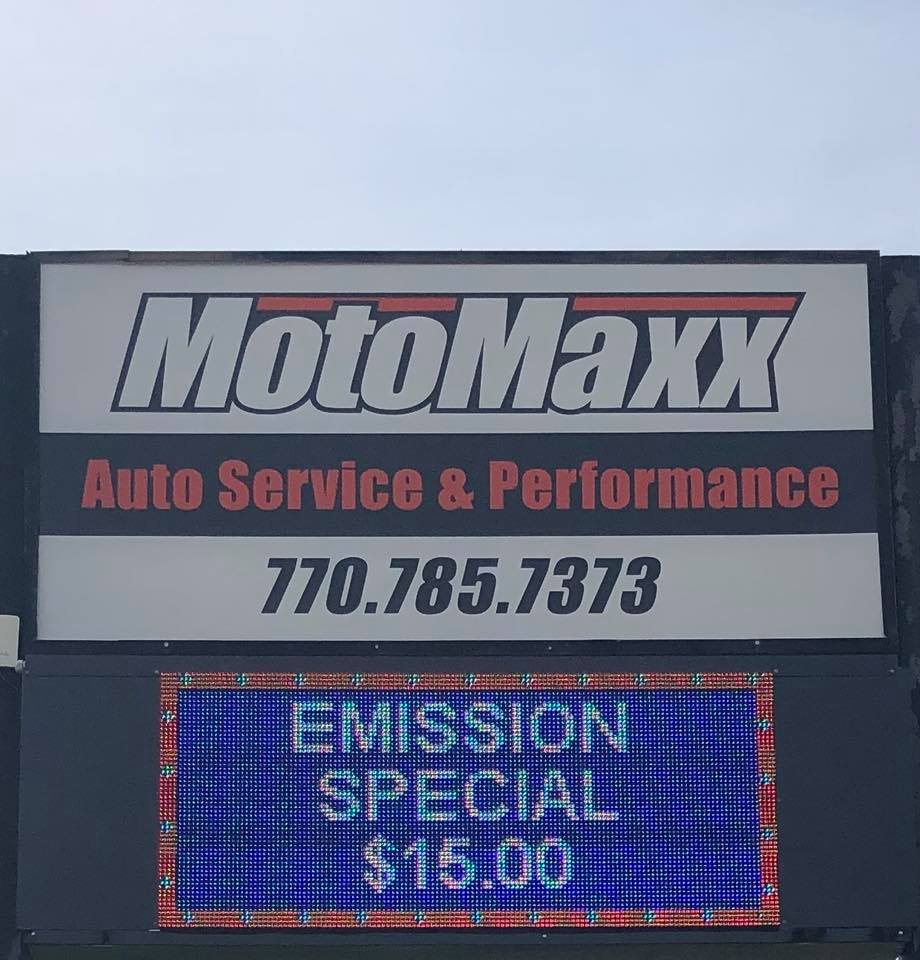 MotoMaxx
Auto Service & Performance
770.785.7373
EMISSION
SPECIAL
$15.00